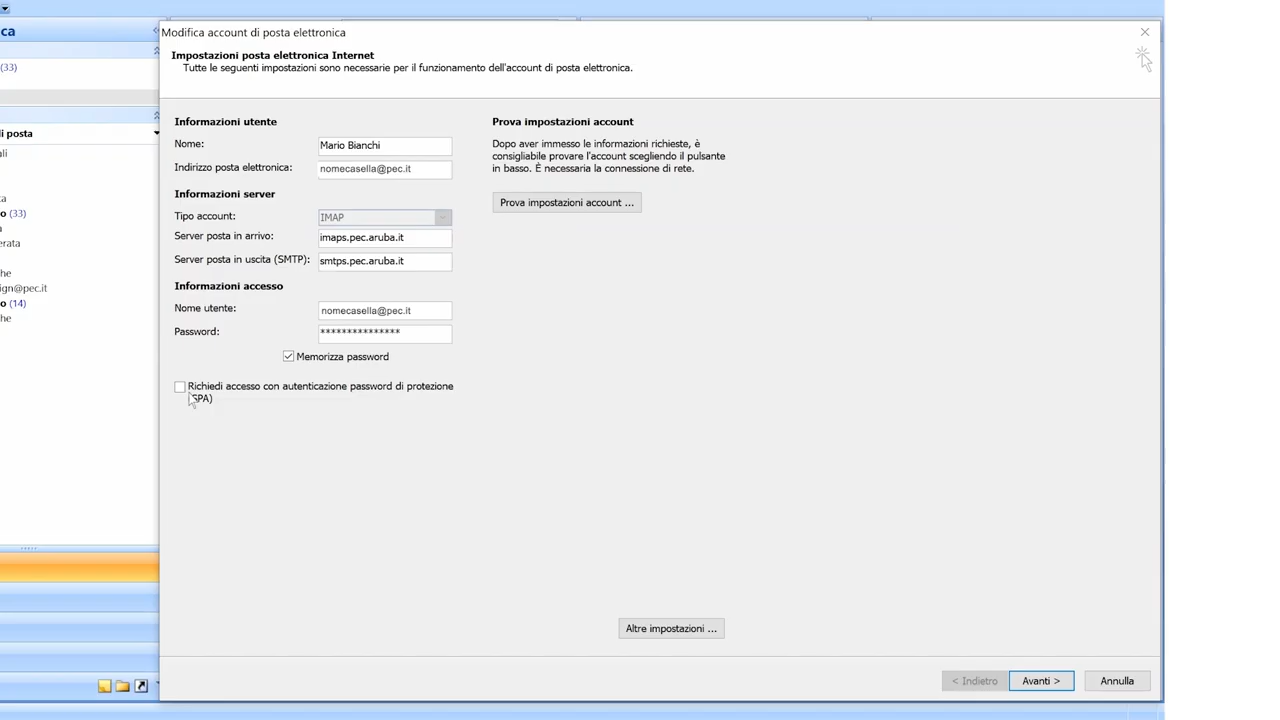 Modifica account di posta elettronica
Impostazioni posta elettronica Internet
Tutte le seguenti impostazioni sono necessarie per il funzionamento dell'account di posta elettronica.
ca
(33)
li posta
ali
ta
o (33)
a
erata
he
ign@pec.it
o (14)
he
Informazioni utente
Nome:
Mario Bianchi
Indirizzo posta elettronica:
nomecasella@pec.it
Informazioni server
Tipo account:
IMAP
Server posta in arrivo:
imaps.pec.aruba.it
Server posta in uscita (SMTP):
smtps.pec.aruba.it
Informazioni accesso
Nome utente:
nomecasella@pec.it
Password:
***************
Memorizza password
Richiedi accesso con autenticazione password di protezione
(SPA)
Prova impostazioni account
Dopo aver immesso le informazioni richieste, è
consigliabile provare l'account scegliendo il pulsante
in basso. È necessaria la connessione di rete.
Prova impostazioni account ...
Altre impostazioni ...
< Indietro
Avanti >
Annulla